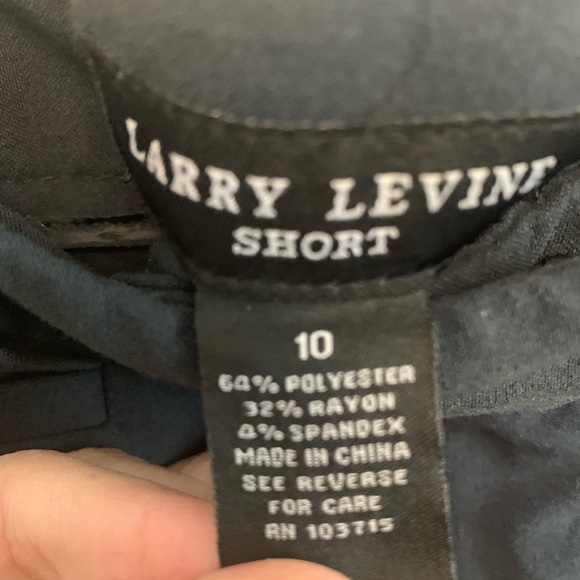 LARRY LEVINE
SHORT
10
64% POLYESTER
32% RAYON
4% SPANDEX
MADE IN CHINA
SEE REVERSE
FOR CARE
RN 103715